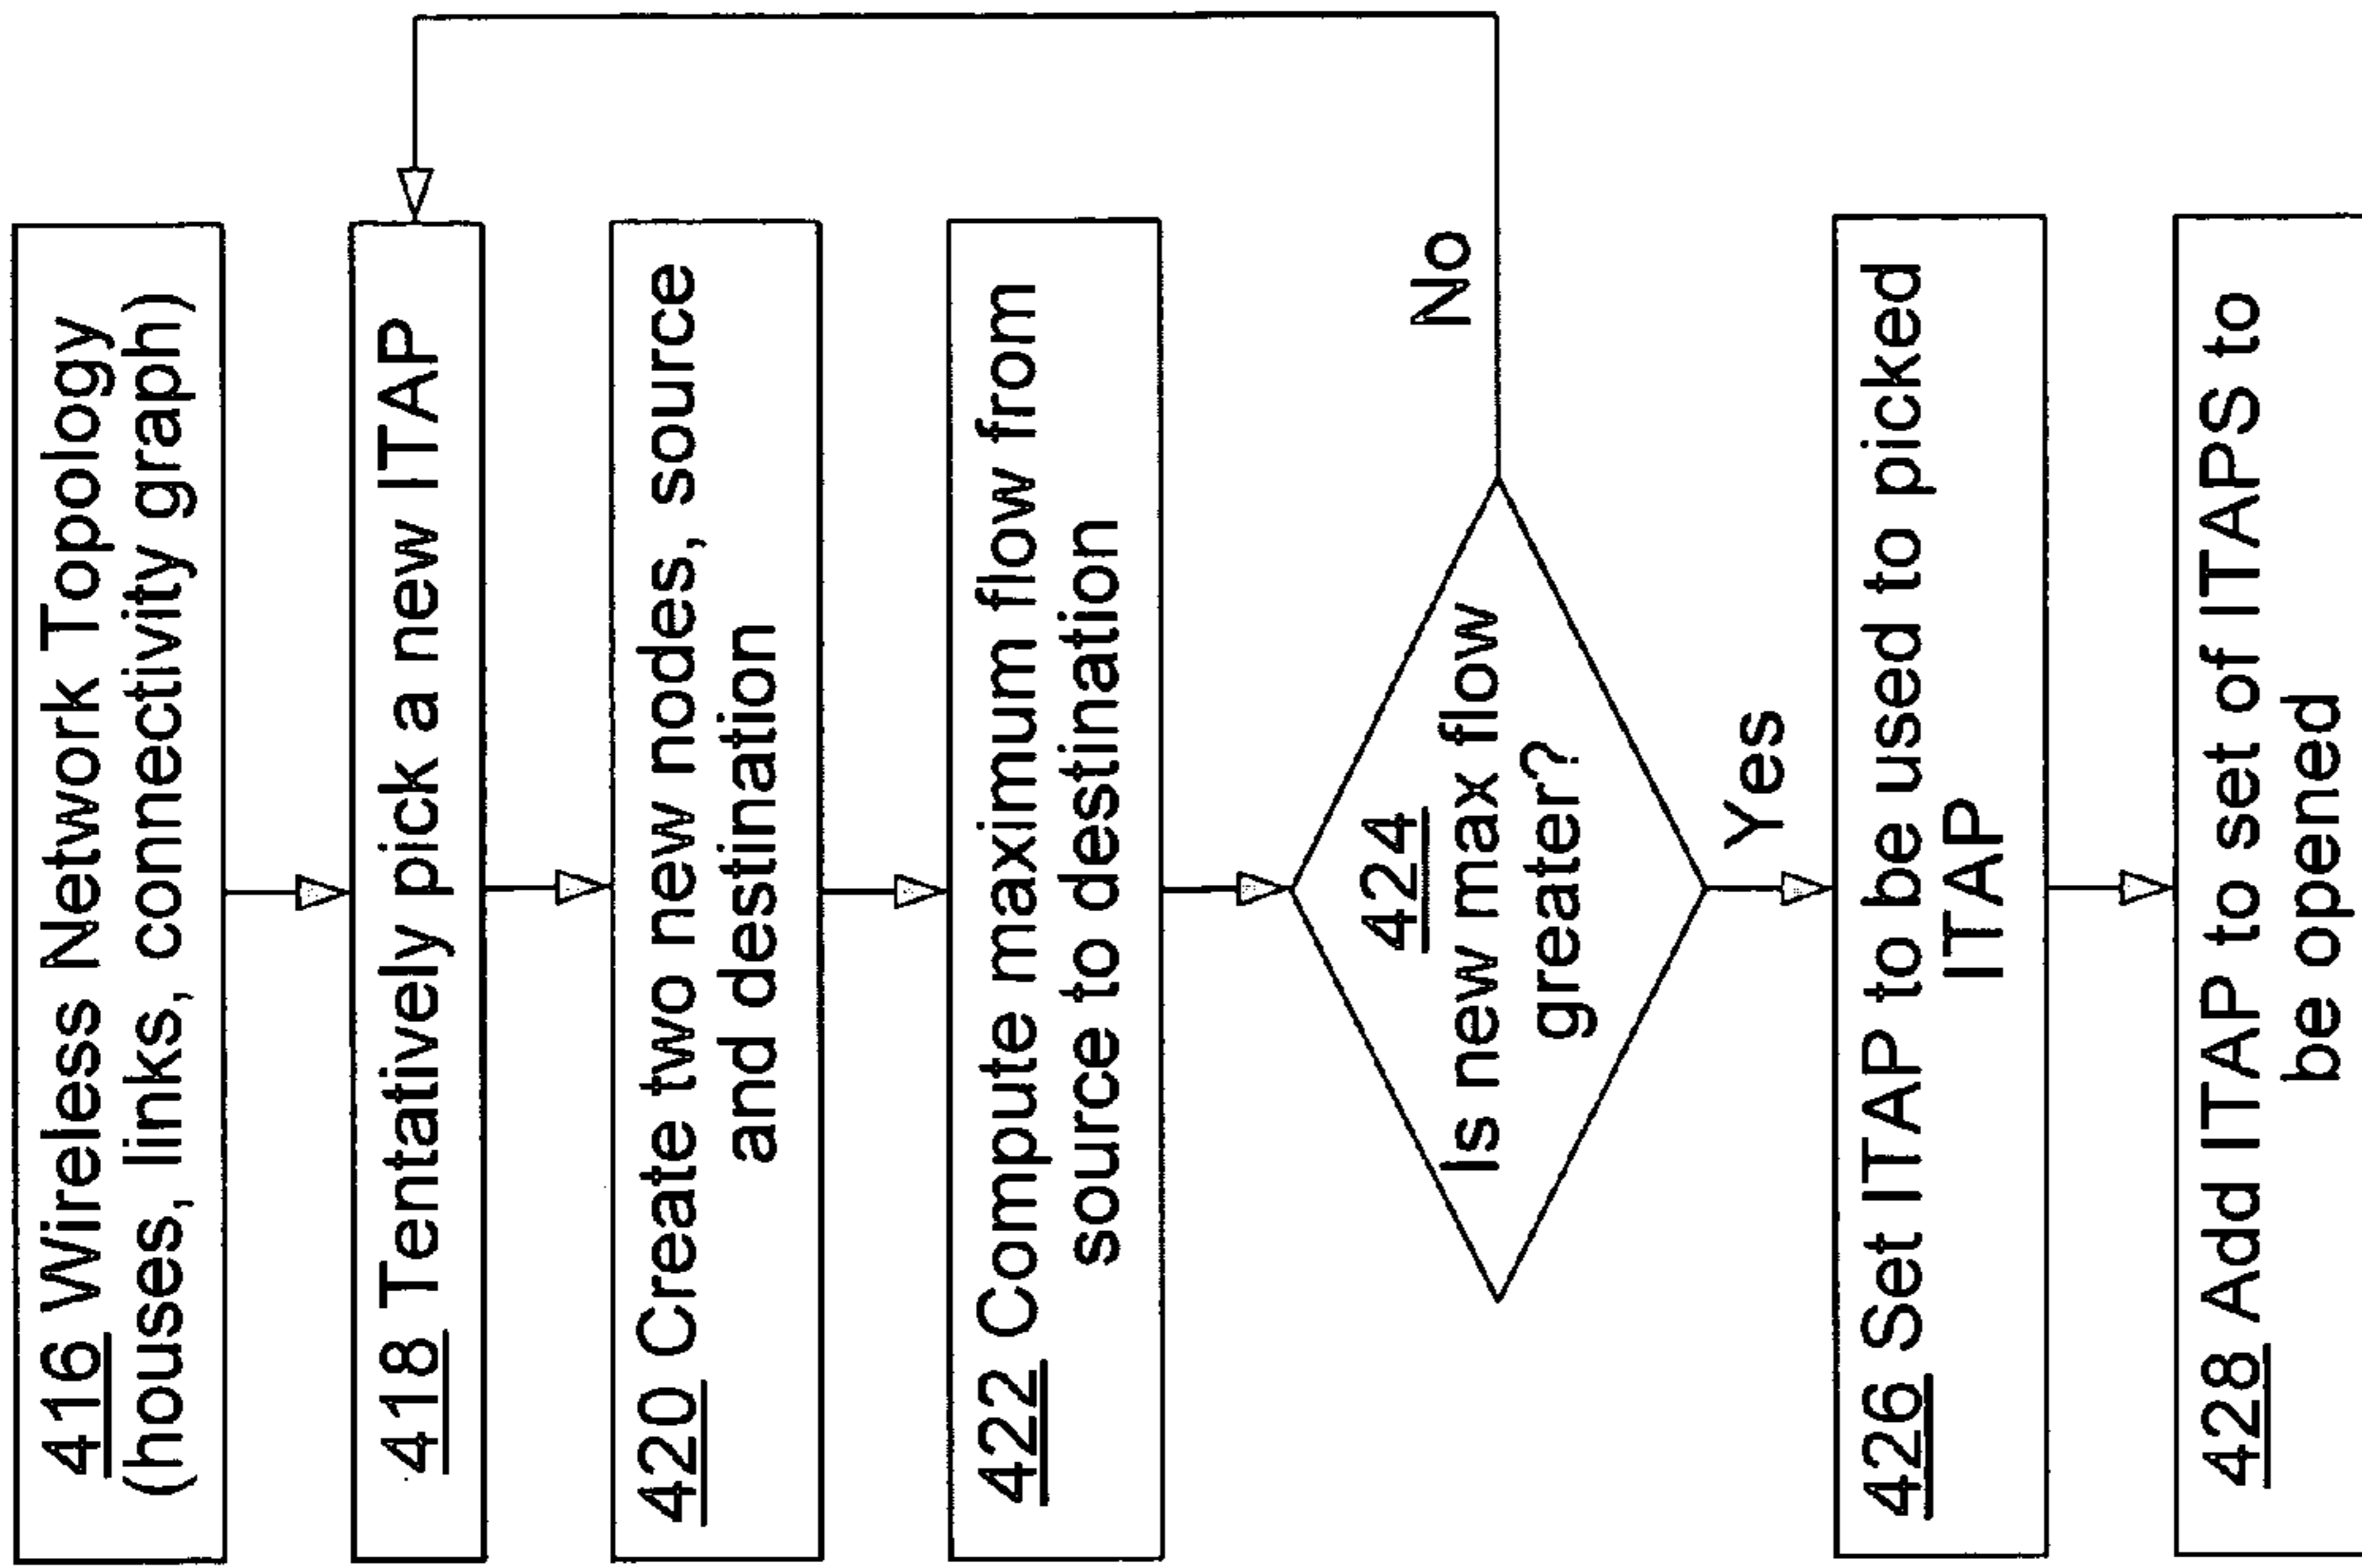 416 Wireless Network Topology
(houses, links, connectivity graph)
418 Tentatively pick a new ITAP
420 Create two new nodes, source
and destination
422 Compute maximum flow from
source to destination
424
Is new max flow
greater?
No
Yes
426 Set ITAP to be used to picked
ITAP
428 Add ITAP to set of ITAPS to
be opened